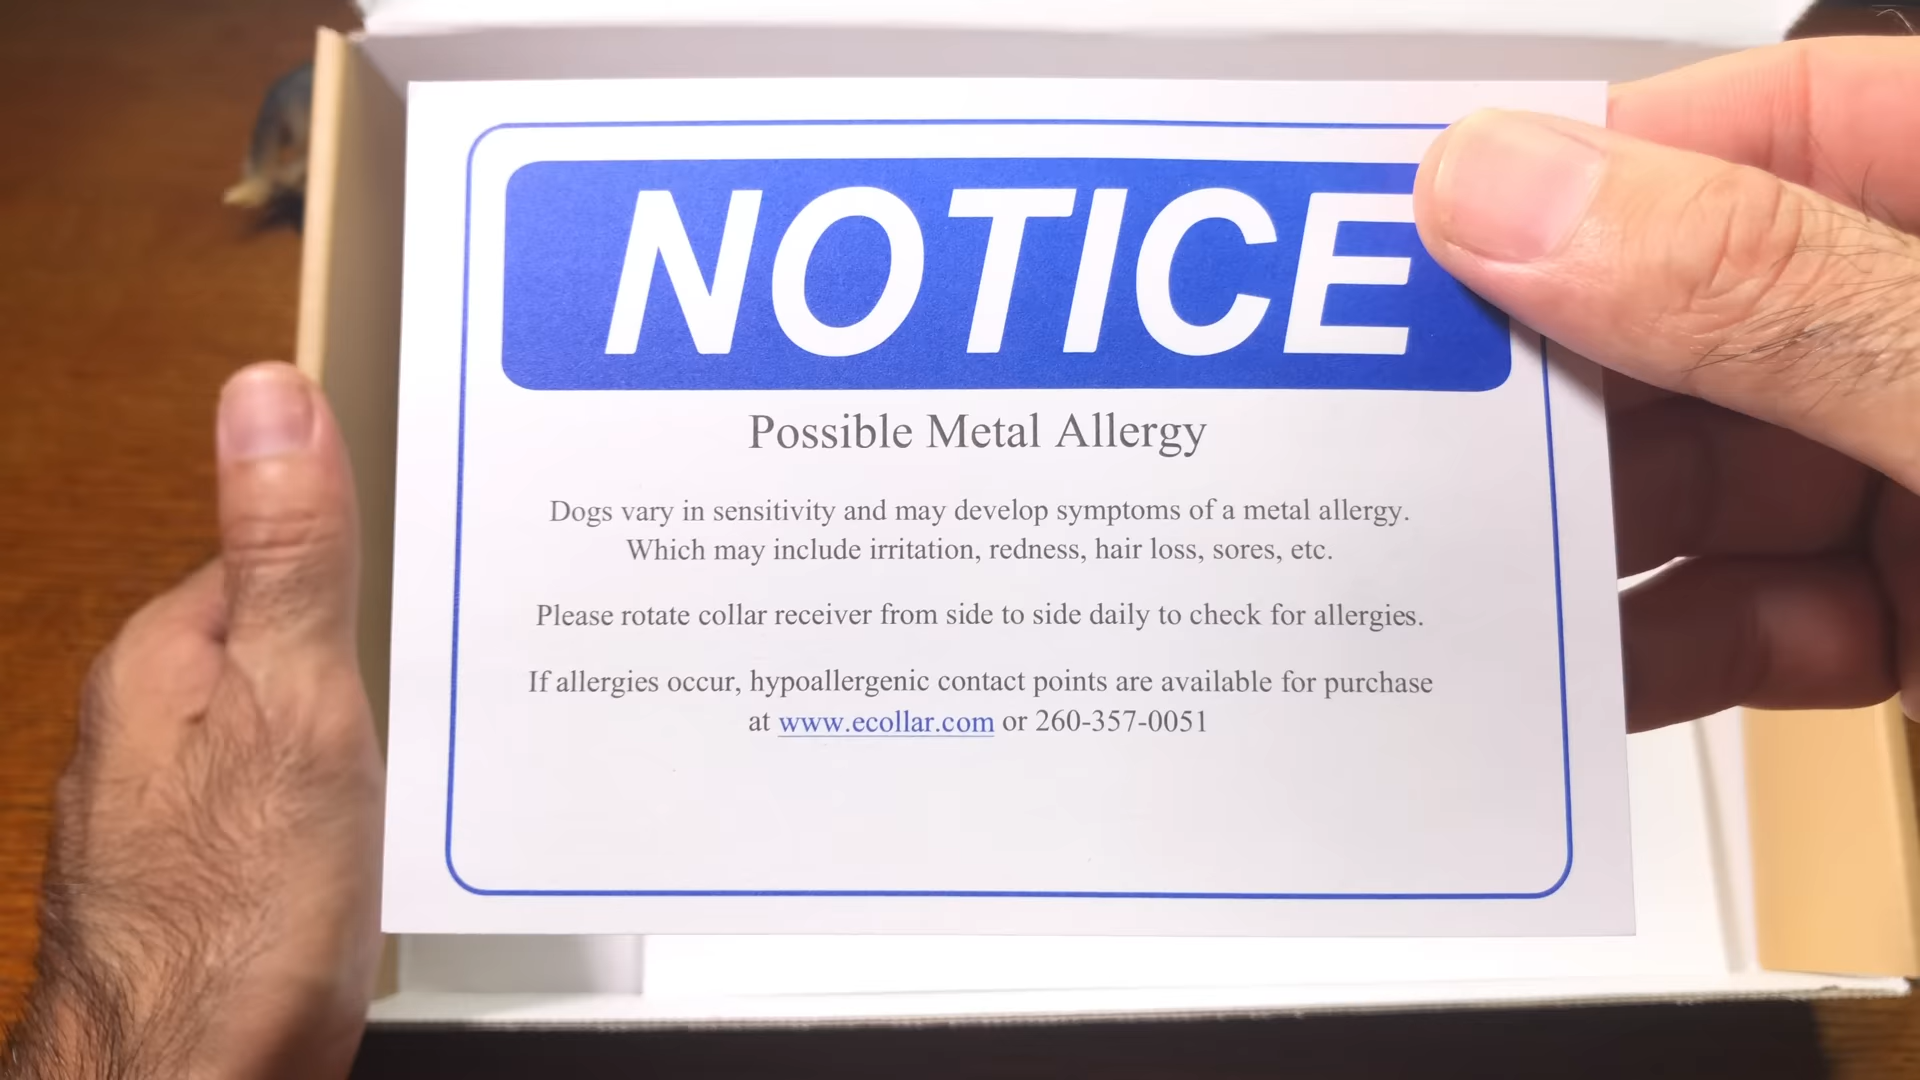 NOTICE
Possible Metal Allergy
Dogs vary in sensitivity and may develop symptoms of a metal allergy.
Which may include irritation, redness, hair loss, sores, etc.
Please rotate collar receiver from side to side daily to check for allergies.
If allergies occur, hypoallergenic contact points are available for purchase
at www.ecollar.com or 260-357-0051